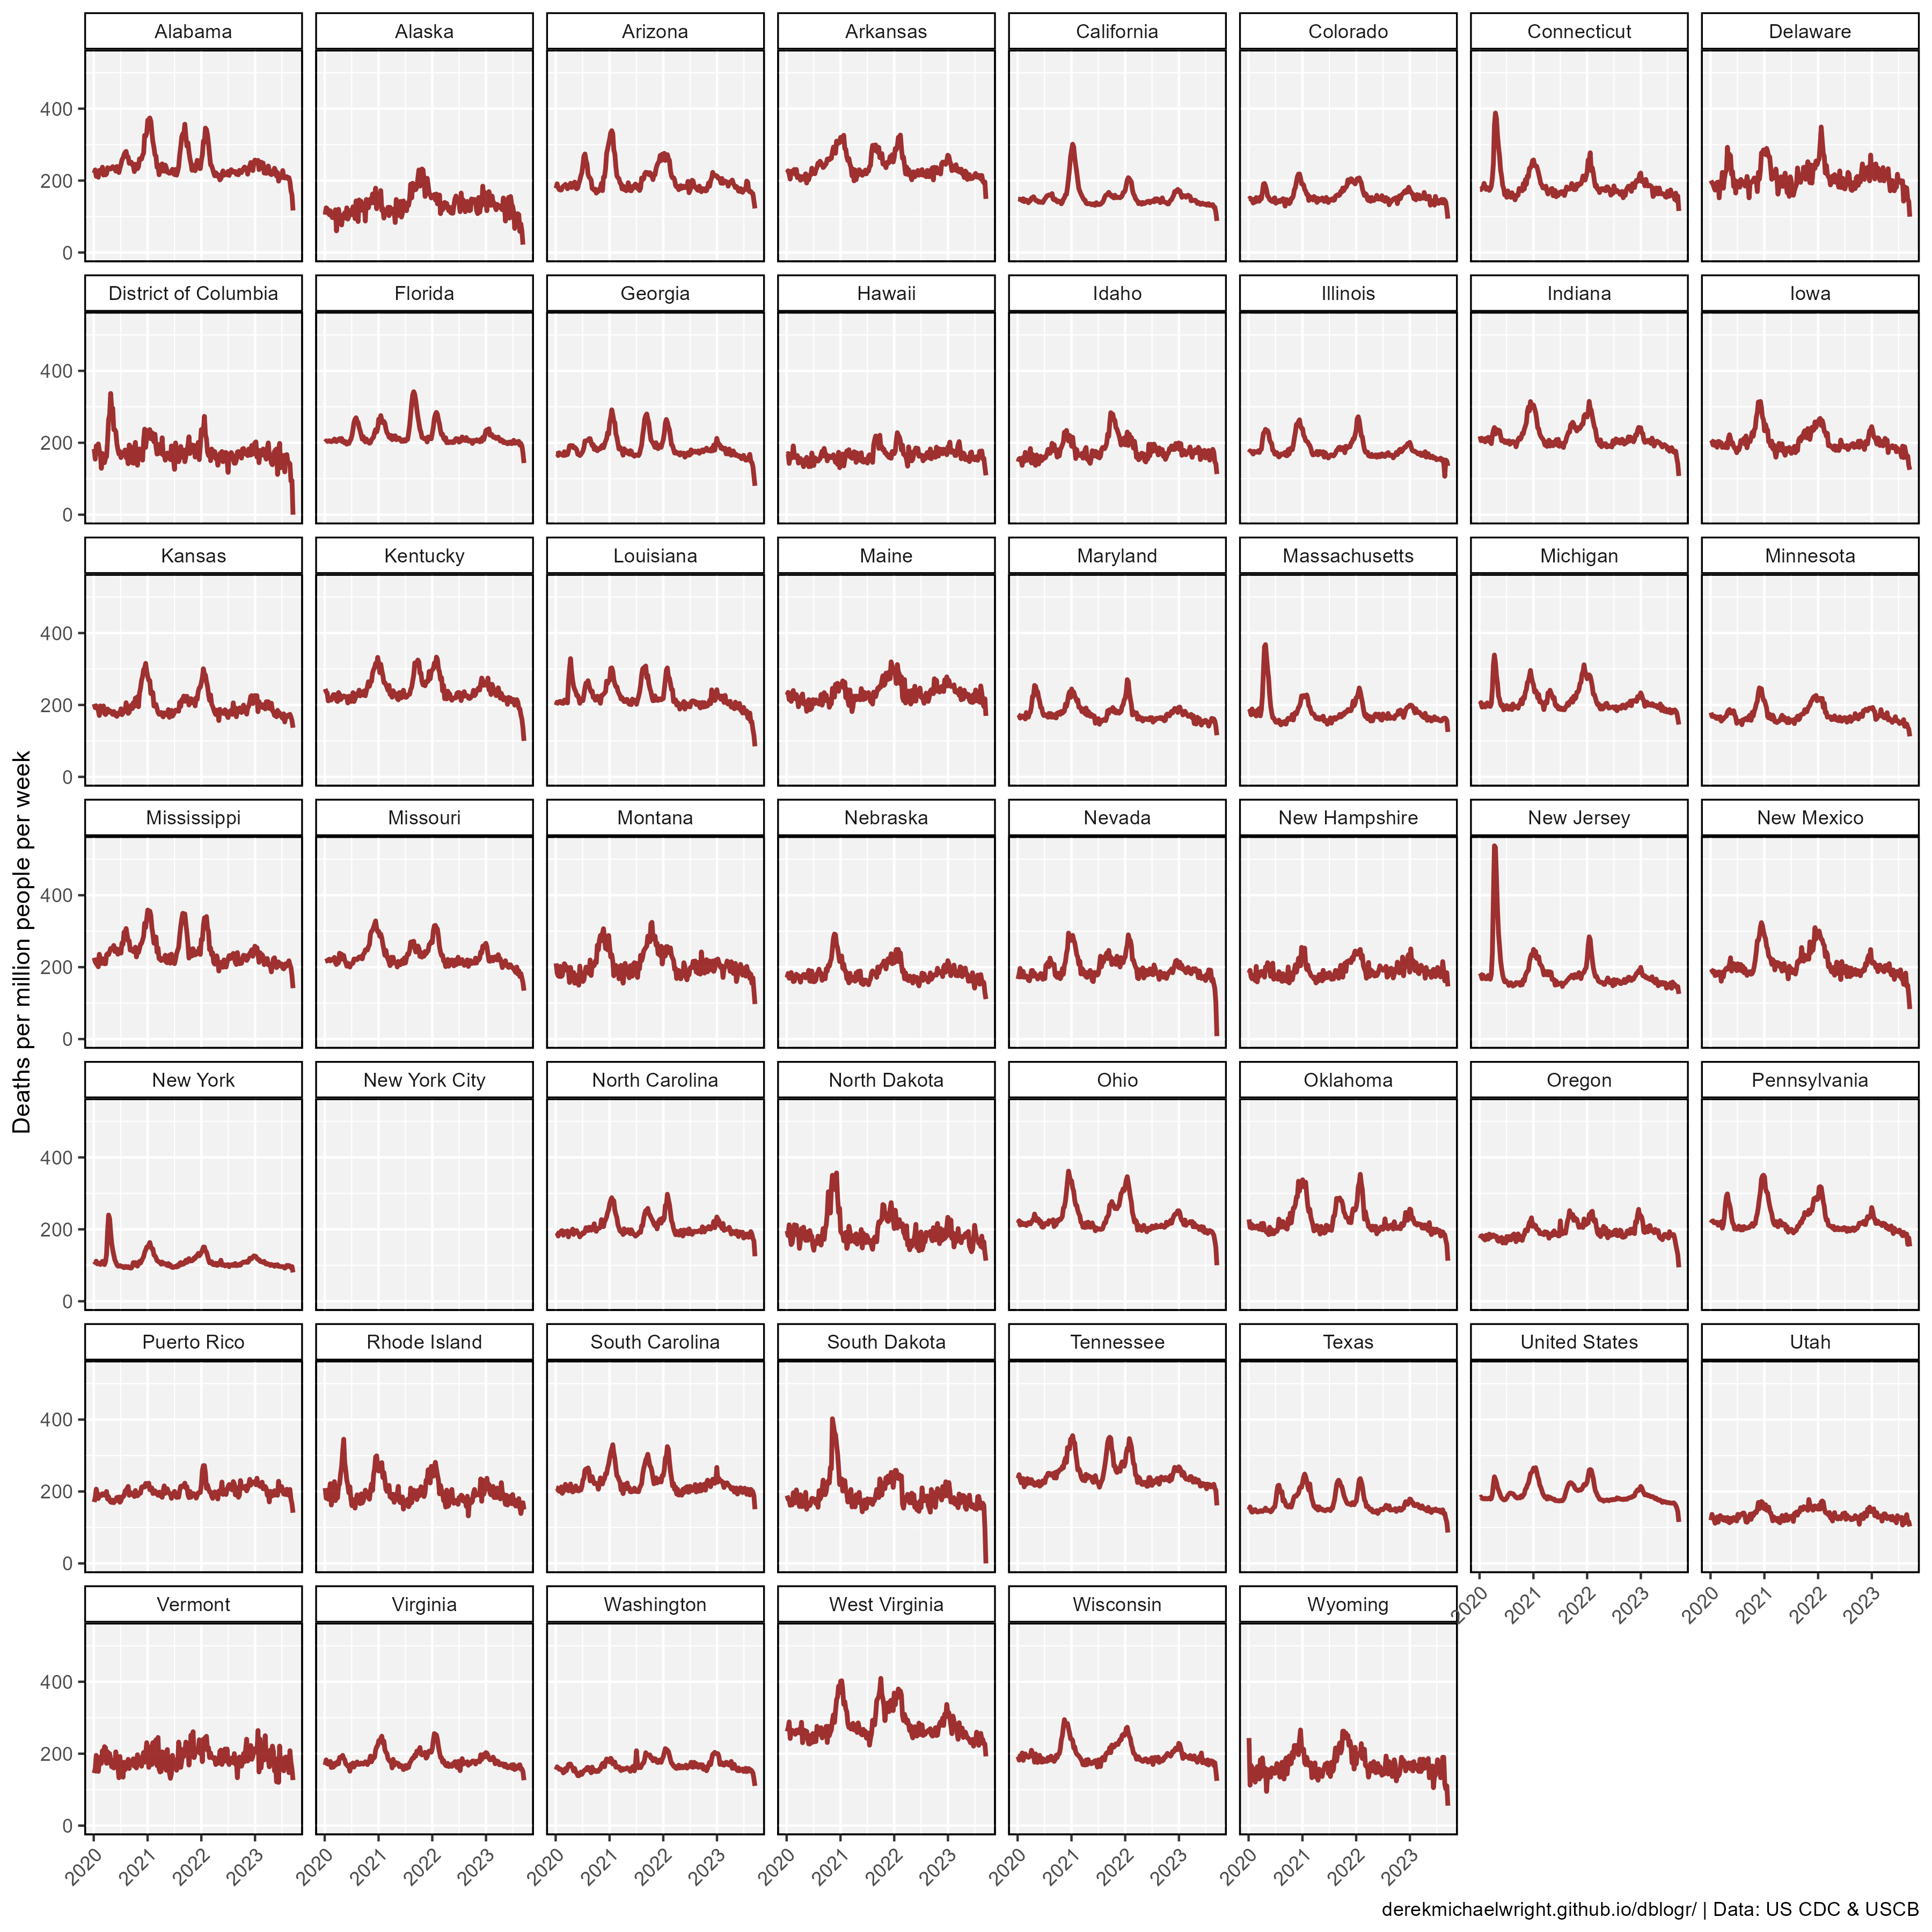 Alabama Alaska Arizona Arkansas California Colorado Connecticut Delaware
400
200
0
District of Columbia Florida Georgia Hawaii Idaho Illinois Indiana Iowa
400
200
0
Kansas Kentucky Louisiana Maine Maryland Massachusetts Michigan Minnesota
400
200
0
Deaths per million people per week
Mississippi Missouri Montana Nebraska Nevada New Hampshire New Jersey New Mexico
400
200
0
New York New York City North Carolina North Dakota Ohio Oklahoma Oregon Pennsylvania
400
200
0
Puerto Rico Rhode Island South Carolina South Dakota Tennessee Texas United States Utah
400
200
0
2020 2021 2022 2023 2020 2021 2022 2023
Vermont Virginia Washington West Virginia Wisconsin Wyoming
400
200
0
2020 2021 2022 2023 2020 2021 2022 2023 2020 2021 2022 2023 2020 2021 2022 2023 2020 2021 2022 2023 2020 2021 2022 2023
derekmichaelwright.github.io/dblogr/ | Data: US CDC & USCB